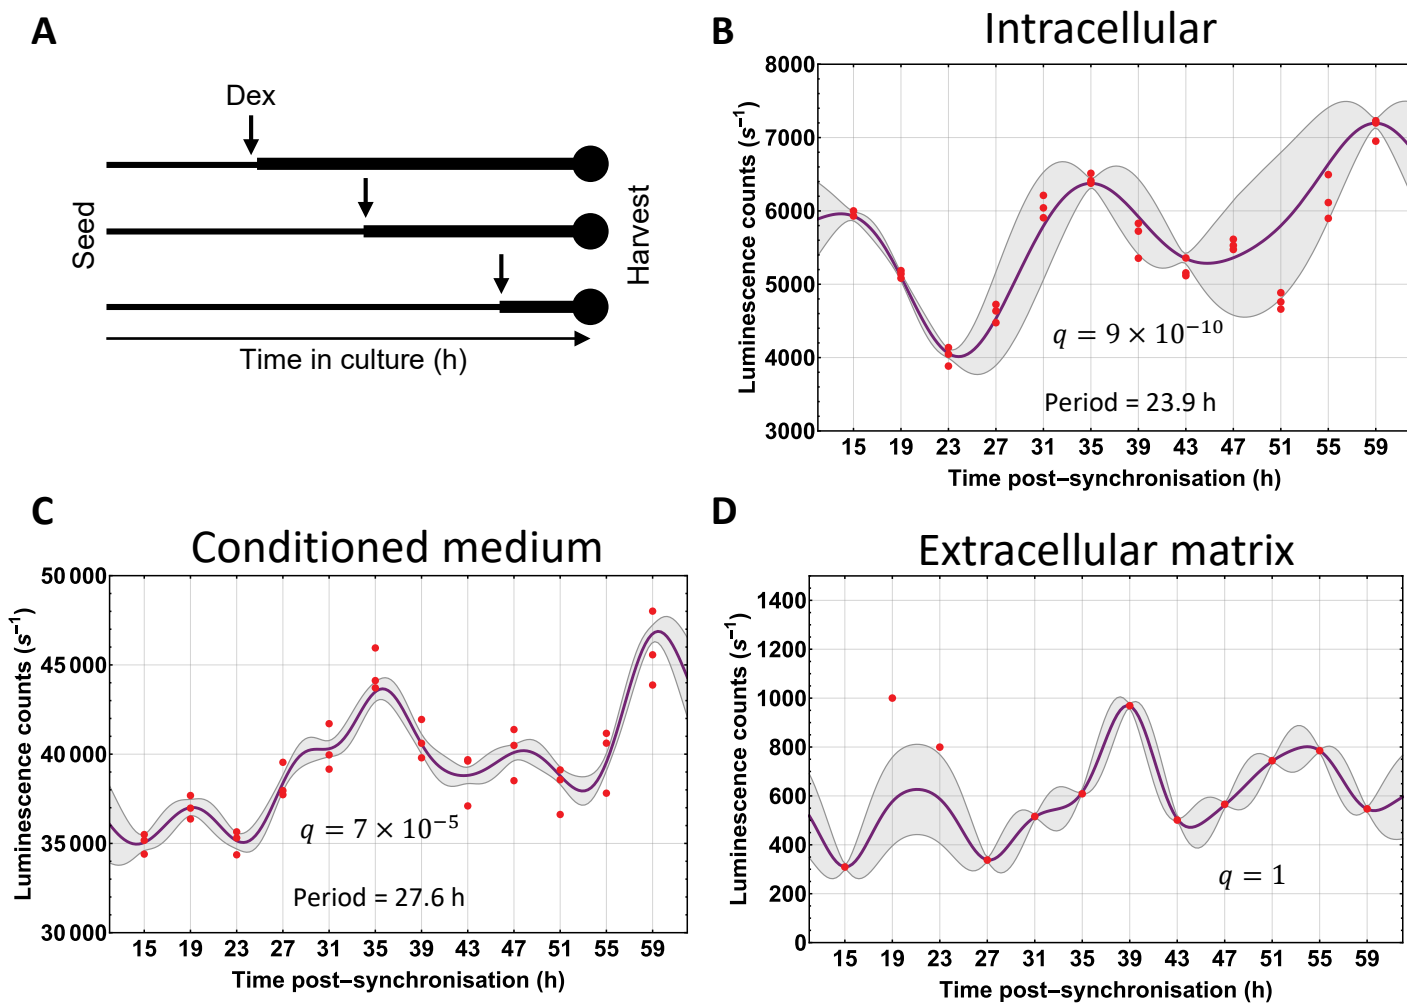 A
Dex
Seed
Harvest
Time in culture (h)
B
Intracellular
Luminescence counts (s⁻¹)
8000
7000
6000
5000
4000
3000
q = 9 × 10⁻¹⁰
Period = 23.9 h
15 19 23 27 31 35 39 43 47 51 55 59
Time post–synchronisation (h)
C
Conditioned medium
Luminescence counts (s⁻¹)
50 000
45 000
40 000
35 000
30 000
q = 7 × 10⁻⁵
Period = 27.6 h
15 19 23 27 31 35 39 43 47 51 55 59
Time post–synchronisation (h)
D
Extracellular matrix
Luminescence counts (s⁻¹)
1400
1200
1000
800
600
400
200
0
q = 1
15 19 23 27 31 35 39 43 47 51 55 59
Time post–synchronisation (h)